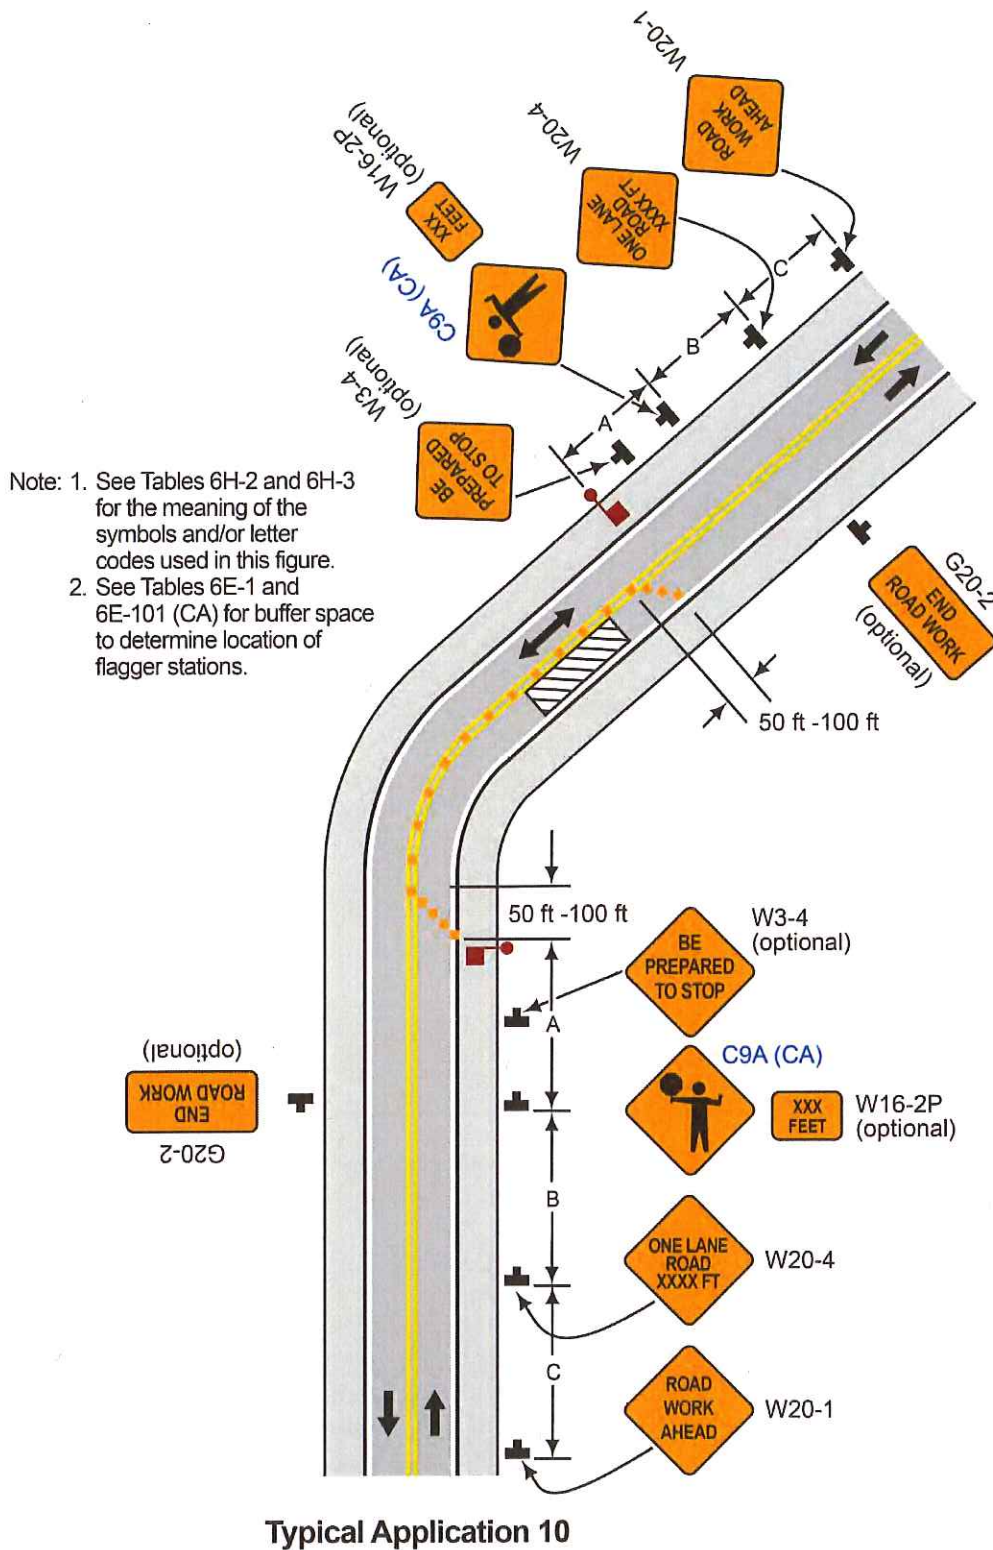 W20-1
ROAD
WORK
AHEAD
W20-4
ONE LANE
ROAD
XXXX FT
W16-2P
(optional)
XXX
FEET
C9A (CA)
W3-4
(optional)
BE
PREPARED
TO STOP
C
B
A
Note: 1. See Tables 6H-2 and 6H-3
for the meaning of the
symbols and/or letter
codes used in this figure.
2. See Tables 6E-1 and
6E-101 (CA) for buffer space
to determine location of
flagger stations.
G20-2
END
ROAD WORK
(optional)
50 ft -100 ft
50 ft -100 ft
A
W3-4
(optional)
BE
PREPARED
TO STOP
C9A (CA)
XXX
FEET
W16-2P
(optional)
G20-2
END
ROAD WORK
(optional)
B
ONE LANE
ROAD
XXXX FT
W20-4
C
ROAD
WORK
AHEAD
W20-1
Typical Application 10